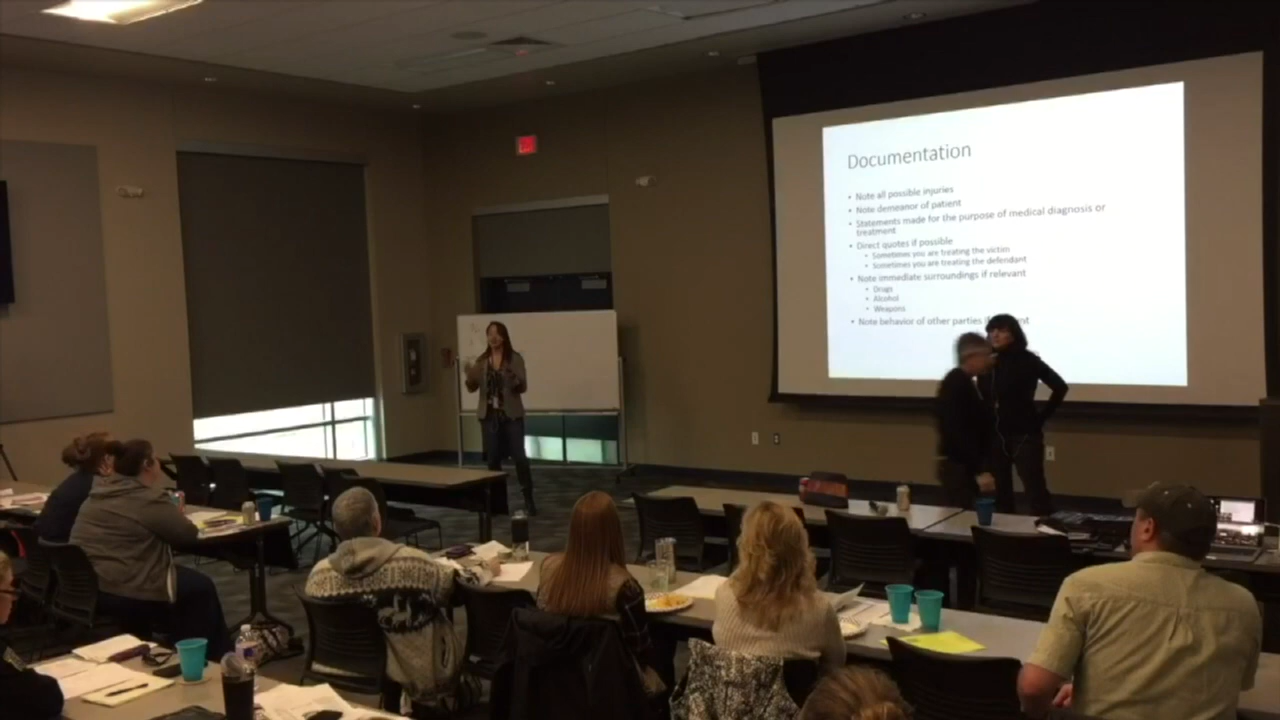 Documentation
• Note all possible injuries
• Note demeanor of patient
• Statements made for the purpose of medical diagnosis or
treatment
• Direct quotes if possible
• Sometimes you are treating the victim
• Sometimes you are treating the defendant
• Note immediate surroundings if relevant
• Drugs
• Alcohol
• Weapons
• Note behavior of other parties